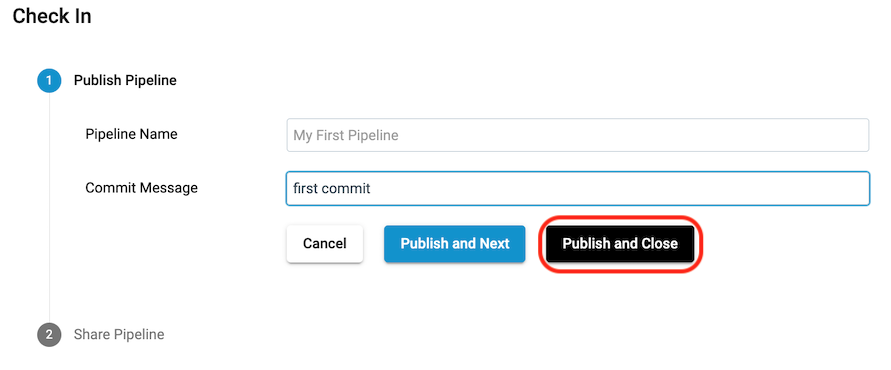 Check In
1 Publish Pipeline
Pipeline Name My First Pipeline
Commit Message first commit
Cancel Publish and Next Publish and Close
2 Share Pipeline